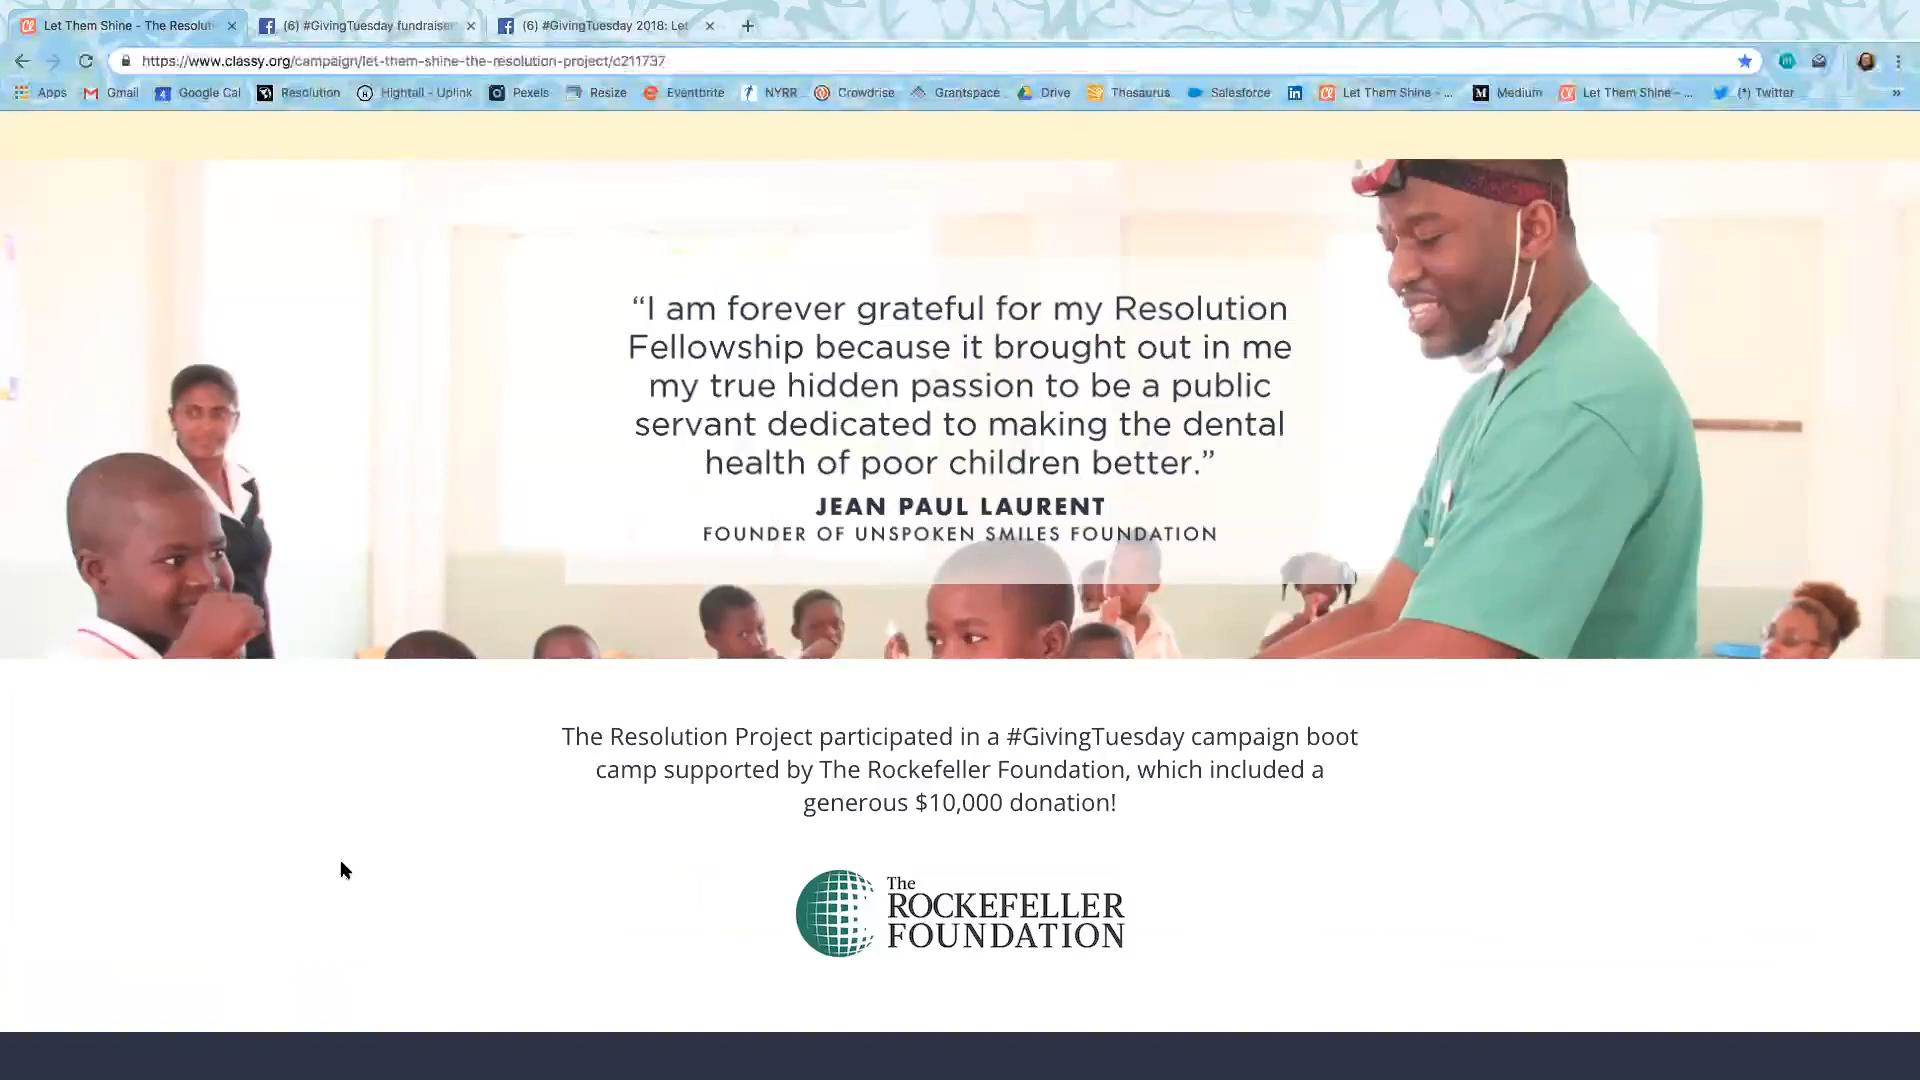 Let Them Shine - The Resoluti
(6) #GivingTuesday fundraiser
(6) #GivingTuesday 2018: Let
https://www.classy.org/campaign/let-them-shine-the-resolution-project/c211737
Apps Gmail Google Cal Resolution Hightail - Uplink Pexels Resize Eventbrite NYRR Crowdrise Grantspace Drive Thesaurus Salesforce Let Them Shine - ... Medium Let Them Shine - ... (*) Twitter »
“I am forever grateful for my Resolution
Fellowship because it brought out in me
my true hidden passion to be a public
servant dedicated to making the dental
health of poor children better.”
JEAN PAUL LAURENT
FOUNDER OF UNSPOKEN SMILES FOUNDATION
The Resolution Project participated in a #GivingTuesday campaign boot
camp supported by The Rockefeller Foundation, which included a
generous $10,000 donation!
The
ROCKEFELLER
FOUNDATION